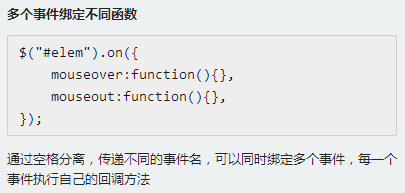 多个事件绑定不同函数
$("#elem").on({
    mouseover:function(){},
    mouseout:function(){},
});
通过空格分离，传递不同的事件名，可以同时绑定多个事件，每一个
事件执行自己的回调方法